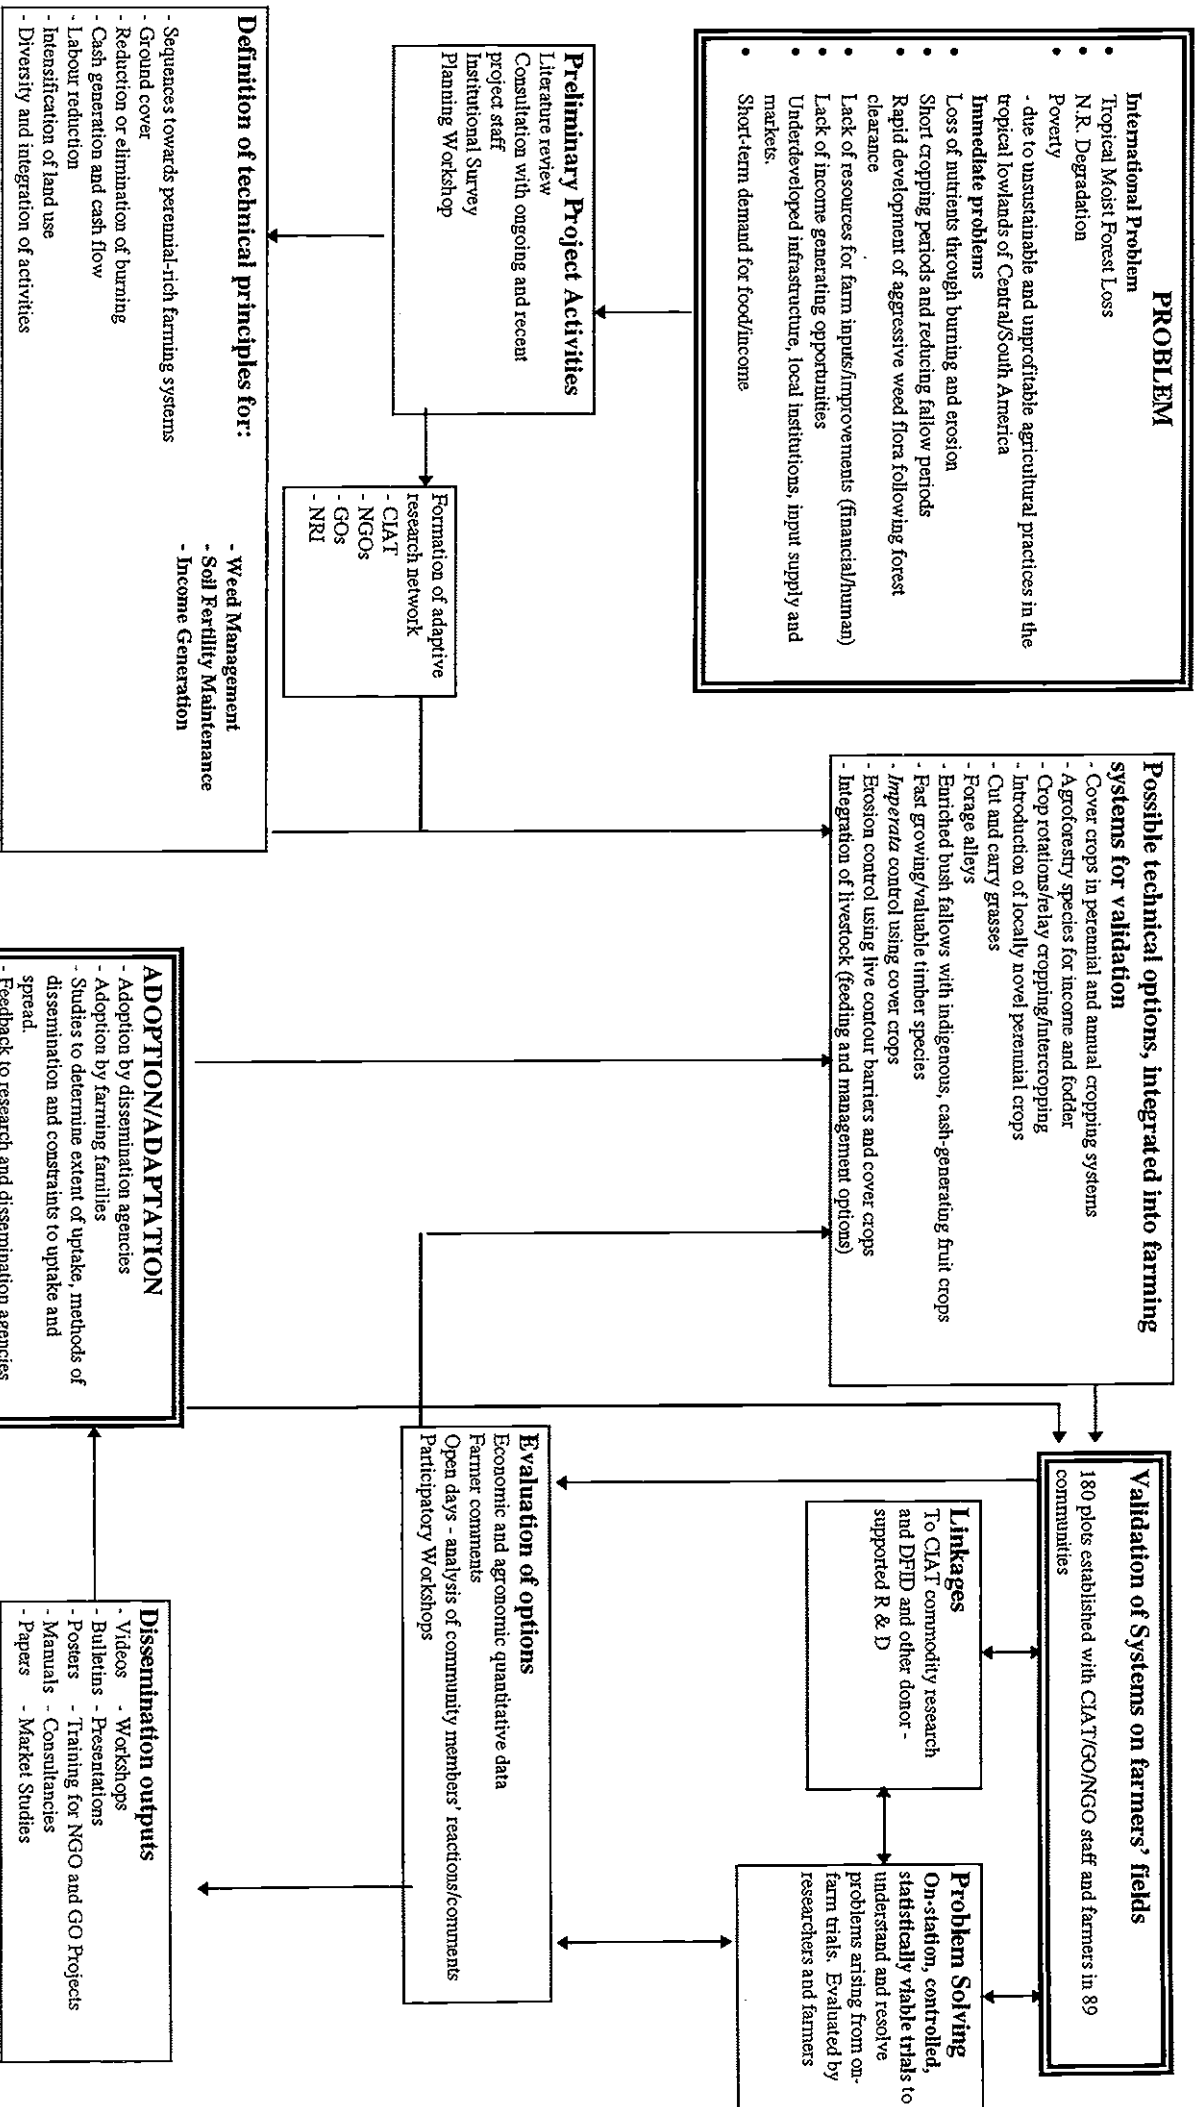 PROBLEM
International Problem
• Tropical Moist Forest Loss
• N.R. Degradation
• Poverty
- due to unsustainable and unprofitable agricultural practices in the
tropical lowlands of Central/South America
Immediate problems
• Loss of nutrients through burning and erosion
• Short cropping periods and reducing fallow periods
• Rapid development of aggressive weed flora following forest
clearance
• Lack of resources for farm inputs/improvements (financial/human)
• Lack of income generating opportunities
• Underdeveloped infrastructure, local institutions, input supply and
markets.
• Short-term demand for food/income
Preliminary Project Activities
Literature review
Consultation with ongoing and recent
project staff
Institutional Survey
Planning Workshop
Formation of adaptive
research network
- CIAT
- NGOs
- GOs
- NRI
Definition of technical principles for:
- Weed Management
- Soil Fertility Maintenance
- Income Generation
- Sequences towards perennial-rich farming systems
- Ground cover
- Reduction or elimination of burning
- Cash generation and cash flow
- Labour reduction
- Intensification of land use
- Diversity and integration of activities
Possible technical options, integrated into farming
systems for validation
- Cover crops in perennial and annual cropping systems
- Agroforestry species for income and fodder
- Crop rotations/relay cropping/intercropping
- Introduction of locally novel perennial crops
- Cut and carry grasses
- Forage alleys
- Enriched bush fallows with indigenous, cash-generating fruit crops
- Fast growing/valuable timber species
- Imperata control using cover crops
- Erosion control using live contour barriers and cover crops
- Integration of livestock (feeding and management options)
ADOPTION/ADAPTATION
- Adoption by dissemination agencies
- Adoption by farming families
- Studies to determine extent of uptake, methods of
dissemination and constraints to uptake and
spread.
- Feedback to research and dissemination agencies
Validation of Systems on farmers' fields
180 plots established with CIAT/GO/NGO staff and farmers in 89
communities
Linkages
To CIAT commodity research
and DFID and other donor -
supported R & D
Problem Solving
On-station, controlled,
statistically viable trials to
understand and resolve
problems arising from on-
farm trials. Evaluated by
researchers and farmers
Evaluation of options
Economic and agronomic quantitative data
Farmer comments
Open days - analysis of community members' reactions/comments
Participatory Workshops
Dissemination outputs
- Videos - Workshops
- Bulletins - Presentations
- Posters - Training for NGO and GO Projects
- Manuals - Consultancies
- Papers - Market Studies